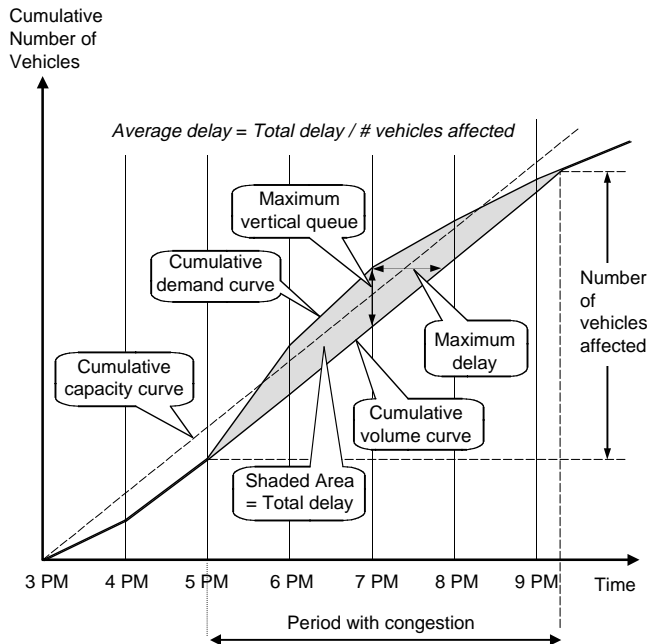 Cumulative
Number of
Vehicles
Average delay = Total delay / # vehicles affected
Maximum
vertical queue
Cumulative
demand curve
Number
of
vehicles
affected
Maximum
delay
Cumulative
capacity curve
Cumulative
volume curve
Shaded Area
= Total delay
3 PM 4 PM 5 PM 6 PM 7 PM 8 PM 9 PM Time
Period with congestion